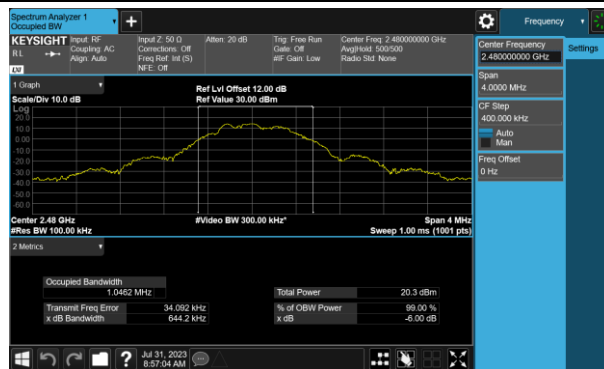 Spectrum Analyzer 1
Occupied BW
Frequency
KEYSIGHT
RL
Input: RF
Coupling: AC
Align: Auto
Input Z: 50 Ω
Corrections: Off
Freq Ref: Int (S)
NFE: Off
Atten: 20 dB
Trig: Free Run
Gate: Off
#IF Gain: Low
Center Freq: 2.480000000 GHz
Avg|Hold: 500/500
Radio Std: None
Center Frequency
2.480000000 GHz
Settings
Span
4.0000 MHz
CF Step
400.000 kHz
Auto
Man
Freq Offset
0 Hz
1 Graph
Scale/Div 10.0 dB
Ref Lvl Offset 12.00 dB
Ref Value 30.00 dBm
Log
20.0
10.0
0.00
-10.0
-20.0
-30.0
-40.0
-50.0
-60.0
Center 2.48 GHz
#Video BW 300.00 kHz*
Span 4 MHz
#Res BW 100.00 kHz
Sweep 1.00 ms (1001 pts)
2 Metrics
Occupied Bandwidth
1.0462 MHz
Total Power
20.3 dBm
Transmit Freq Error
34.092 kHz
% of OBW Power
99.00 %
x dB Bandwidth
644.2 kHz
x dB
-6.00 dB
?
Jul 31, 2023
8:57:04 AM